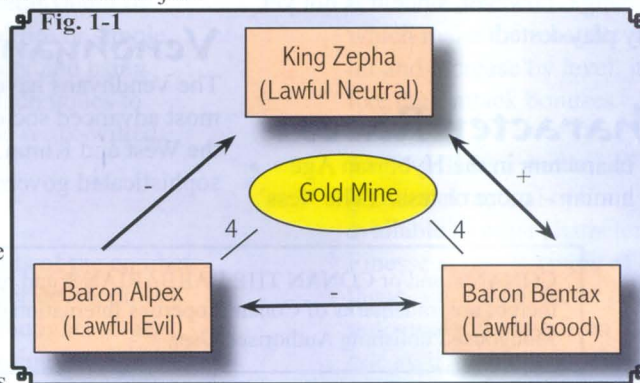 Fig. 1-1
King Zepha
(Lawful Neutral)
-
+
Gold Mine
4
4
Baron Alpex
(Lawful Evil)
-
Baron Bentax
(Lawful Good)